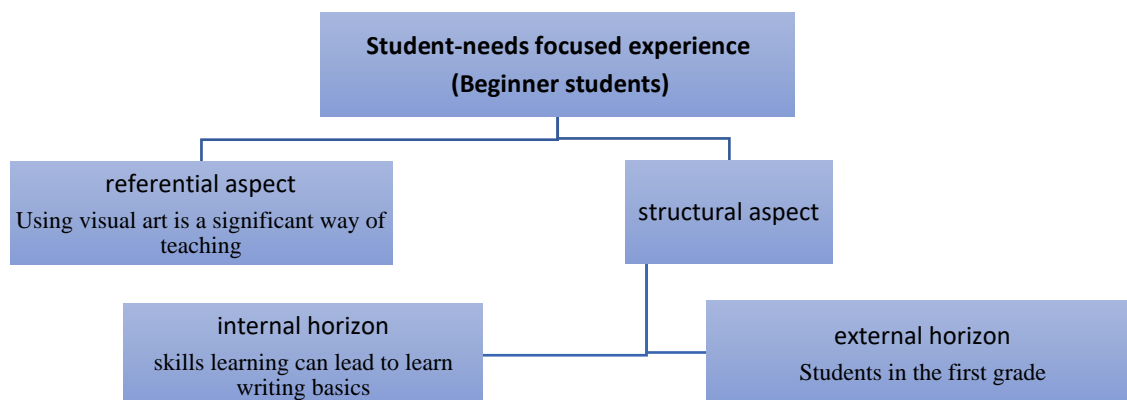 Student-needs focused experience
(Beginner students)
referential aspect
Using visual art is a significant way of
teaching
structural aspect
internal horizon
skills learning can lead to learn
writing basics
external horizon
Students in the first grade